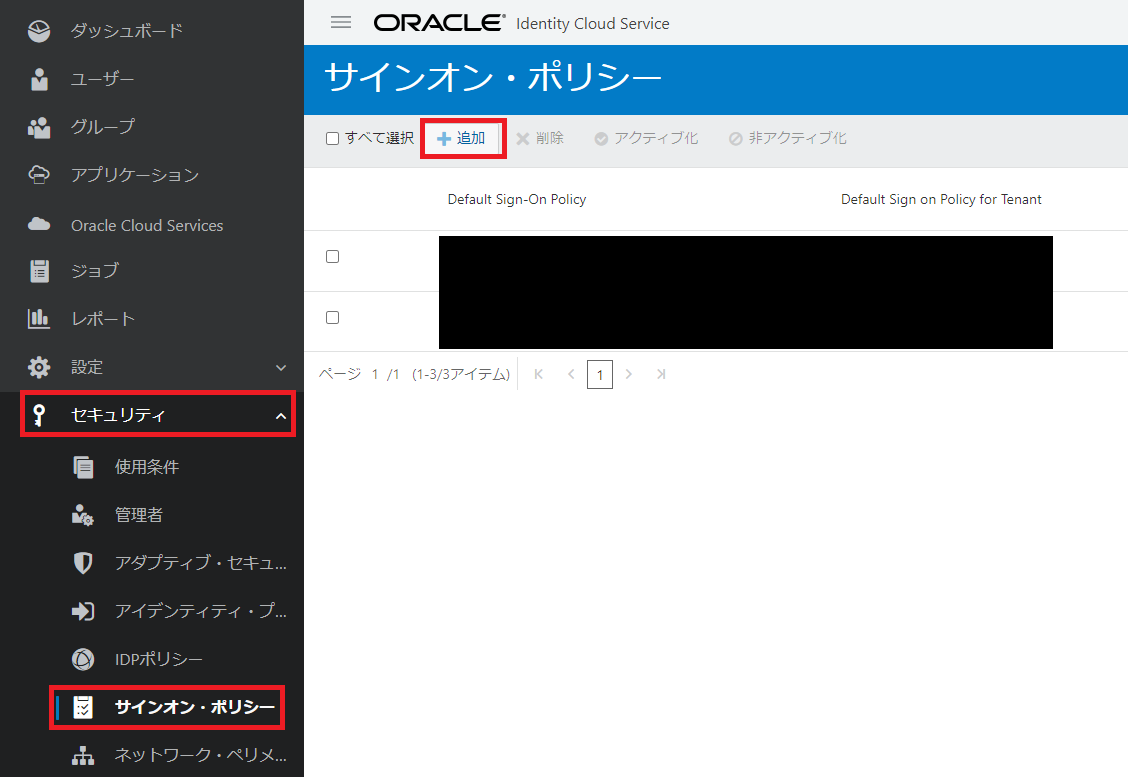 ダッシュボード
ユーザー
グループ
アプリケーション
Oracle Cloud Services
ジョブ
レポート
設定
セキュリティ
使用条件
管理者
アダプティブ・セキュ...
アイデンティティ・プ...
IDPポリシー
サインオン・ポリシー
ネットワーク・ペリメ...
ORACLE® Identity Cloud Service
サインオン・ポリシー
すべて選択 追加 削除 アクティブ化 非アクティブ化
Default Sign-On Policy Default Sign on Policy for Tenant
ページ 1 /1 (1-3/3アイテム) 1